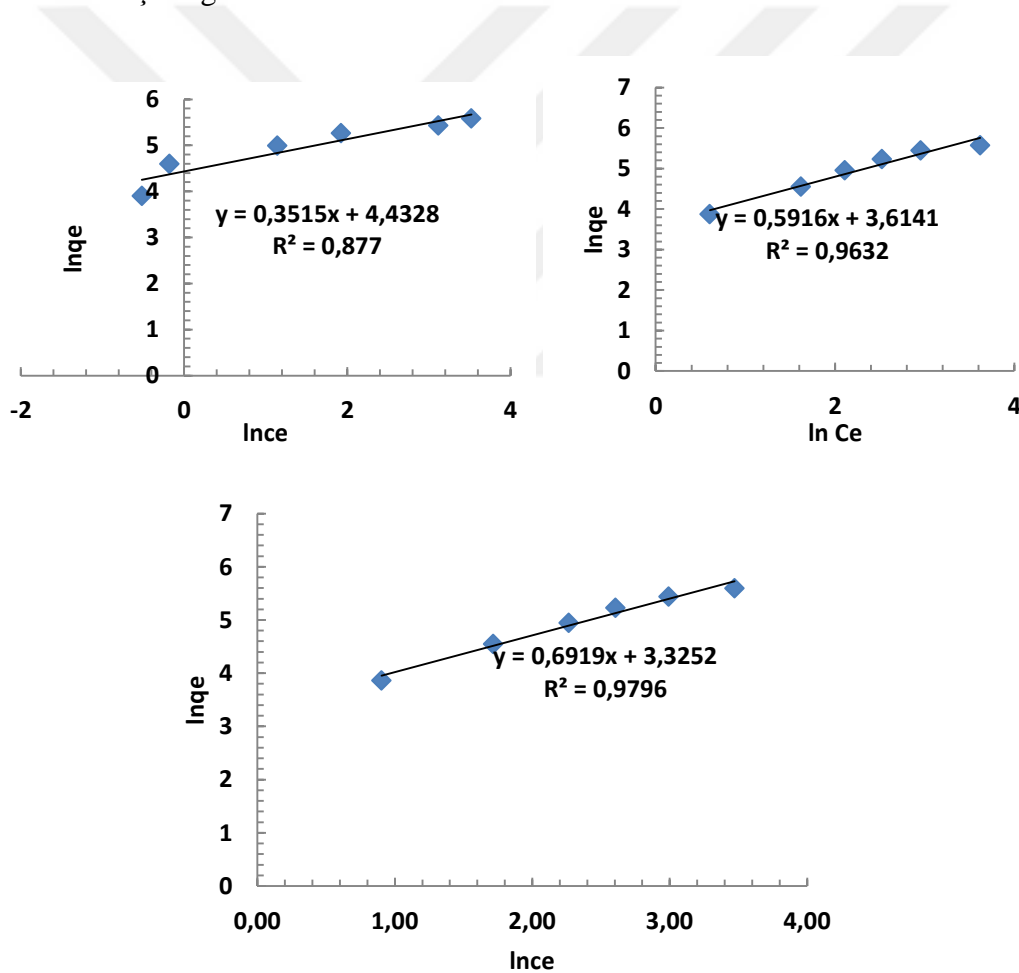 6
5
4
3
2
1
0
-2
0
2
4
lnqe
lnce
y = 0,3515x + 4,4328
R² = 0,877
7
6
5
4
3
2
1
0
0
2
4
lnqe
ln Ce
y = 0,5916x + 3,6141
R² = 0,9632
7
6
5
4
3
2
1
0
0,00
1,00
2,00
3,00
4,00
lnqe
lnce
y = 0,6919x + 3,3252
R² = 0,9796